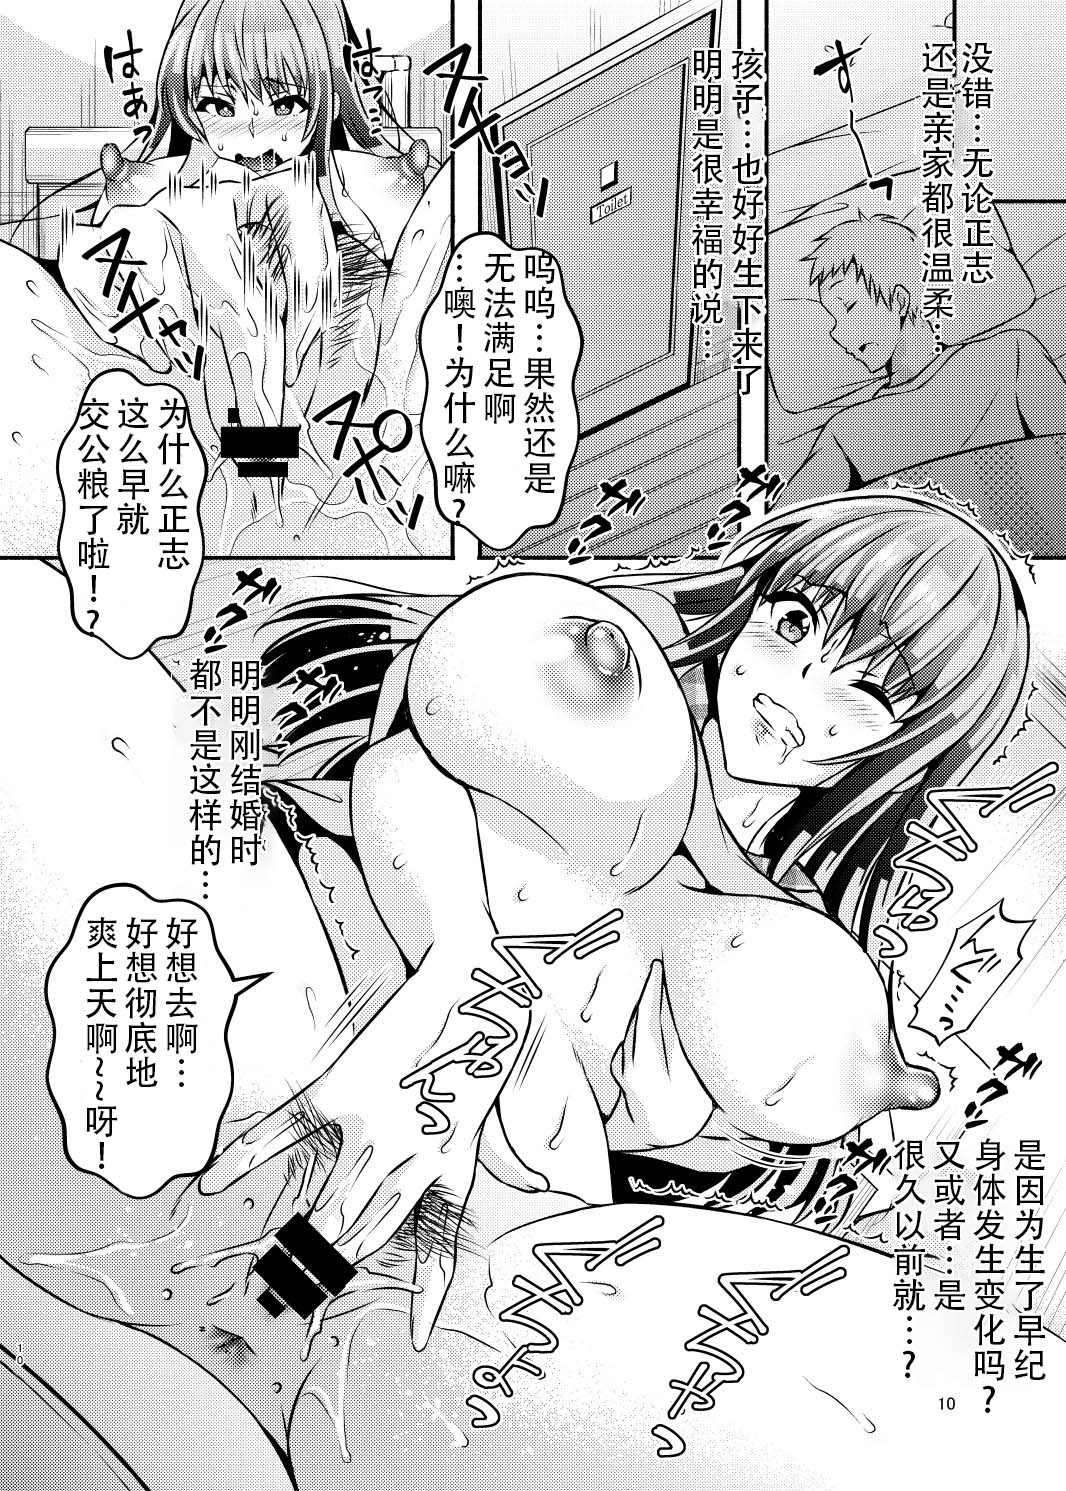 没错…无论正志
还是亲家都很温柔…
孩子…也好好生下来了
明明是很幸福的说…
Toilet
呜呜…果然还是
无法满足啊
…噢！为什么嘛？
为什么正志
这么早就
交公粮了啦！？
はぁっ
はっ…
明明刚结婚时
都不是这样的…
是因为生了早纪
身体发生变化吗？
又或者…是
很久以前就…？
好想去啊…
好想彻底地
爽上天啊~~呀！
10
10